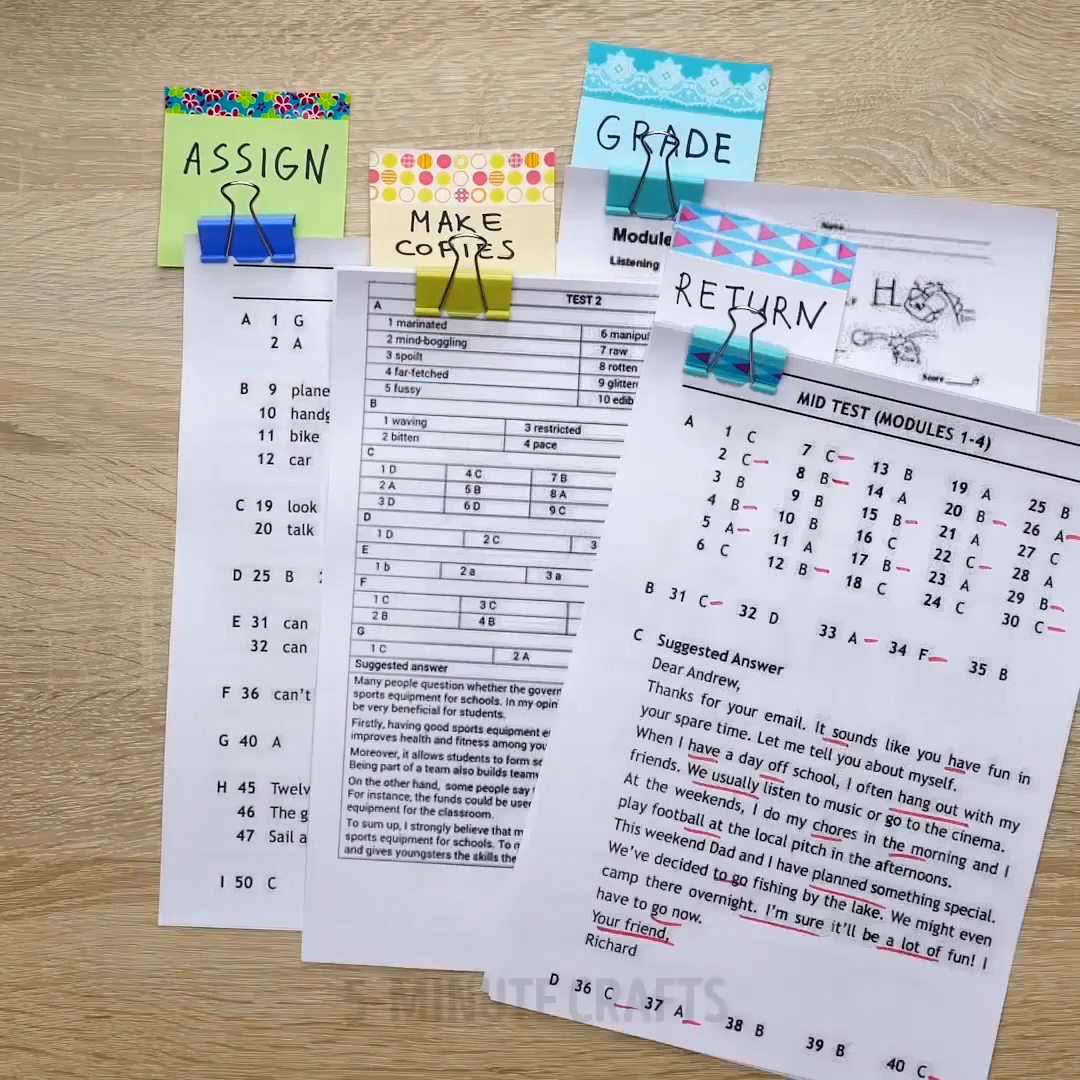 ASSIGN
A 1 G
2 A
B 9 plane
10 handg
11 bike
12 car
C 19 look
20 talk
D 25 B
E 31 can
32 can
F 36 can't
G 40 A
H 45 Twelv
46 The g
47 Sail a
I 50 C
MAKE
COPIES
TEST 2
A
1 marinated 6 manipul
2 mind-boggling 7 raw
3 spoilt 8 rotten
4 far-fetched 9 glitter
5 fussy 10 edib
B
1 waving 3 restricted
2 bitten 4 pace
C
1 D 4 C 7 B
2 A 5 B 8 A
3 D 6 D 9 C
D
1 D 2 C 3
E
1 b 2 a 3 a
F
1 C 3 C
2 B 4 B
G
1 C 2 A
Suggested answer
Many people question whether the govern
sports equipment for schools. In my opin
be very beneficial for students.
Firstly, having good sports equipment e
improves health and fitness among you
Moreover, it allows students to form sc
Being part of a team also builds teamw
On the other hand, some people say
For instance, the funds could be used
equipment for the classroom.
To sum up, I strongly believe that m
sports equipment for schools. To m
and gives youngsters the skills the
GRADE
Name
Module
Listening
H
Score
RETURN
MID TEST (MODULES 1-4)
A 1 C 7 C 13 B 19 A 25 B
2 C 8 B 14 A 20 B 26 A
3 B 9 B 15 B 21 A 27 C
4 B 10 B 16 C 22 C 28 A
5 A 11 A 17 B 23 A 29 B
6 C 12 B 18 C 24 C 30 C
B 31 C 32 D 33 A 34 F 35 B
C Suggested Answer
Dear Andrew,
Thanks for your email. It sounds like you have fun in
your spare time. Let me tell you about myself.
When I have a day off school, I often hang out with my
friends. We usually listen to music or go to the cinema.
At the weekends, I do my chores in the morning and I
play football at the local pitch in the afternoons.
This weekend Dad and I have planned something special.
We've decided to go fishing by the lake. We might even
camp there overnight. I'm sure it'll be a lot of fun! I
have to go now.
Your friend,
Richard
D 36 C 37 A 38 B 39 B 40 C
5-MINUTE CRAFTS